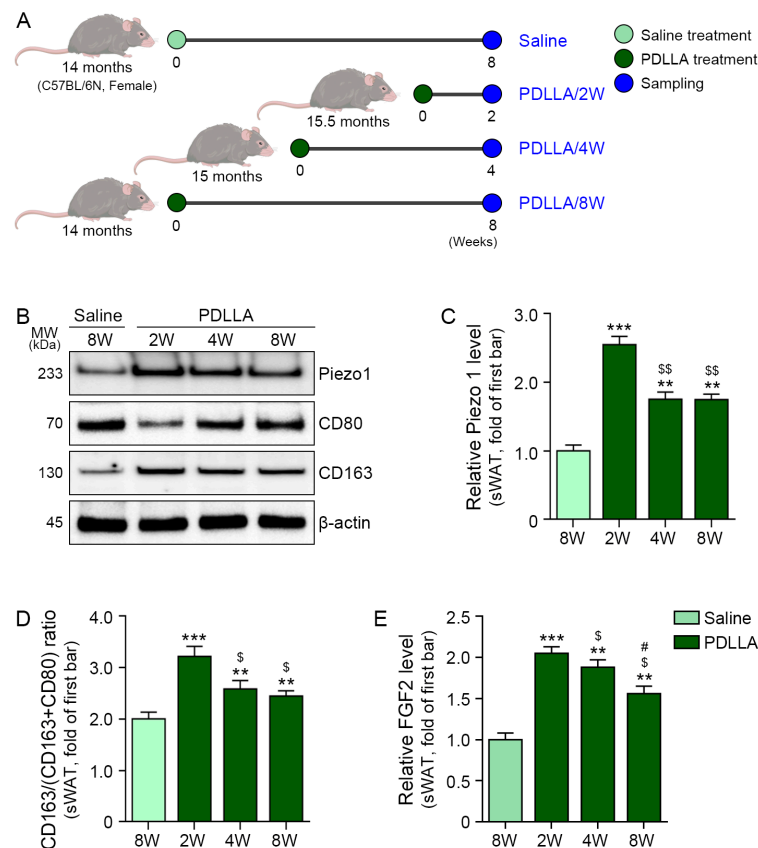 A
14 months
(C57BL/6N, Female)
0
8
Saline
Saline treatment
PDLLA treatment
Sampling
15.5 months
0
2
PDLLA/2W
15 months
0
4
PDLLA/4W
14 months
0
8
(Weeks)
PDLLA/8W
B
Saline PDLLA
MW
(kDa)
8W 2W 4W 8W
233 Piezo1
70 CD80
130 CD163
45 β-actin
C
Relative Piezo 1 level
(sWAT, fold of first bar)
3.0
2.0
1.0
0
***
$$
**
$$
**
8W 2W 4W 8W
D
CD163/(CD163+CD80) ratio
(sWAT, fold of first bar)
4.0
3.0
2.0
1.0
0
***
$
**
$
**
8W 2W 4W 8W
E
Relative FGF2 level
(sWAT, fold of first bar)
2.5
2.0
1.5
1.0
0.5
0
***
$
**
#
$
**
8W 2W 4W 8W
Saline
PDLLA